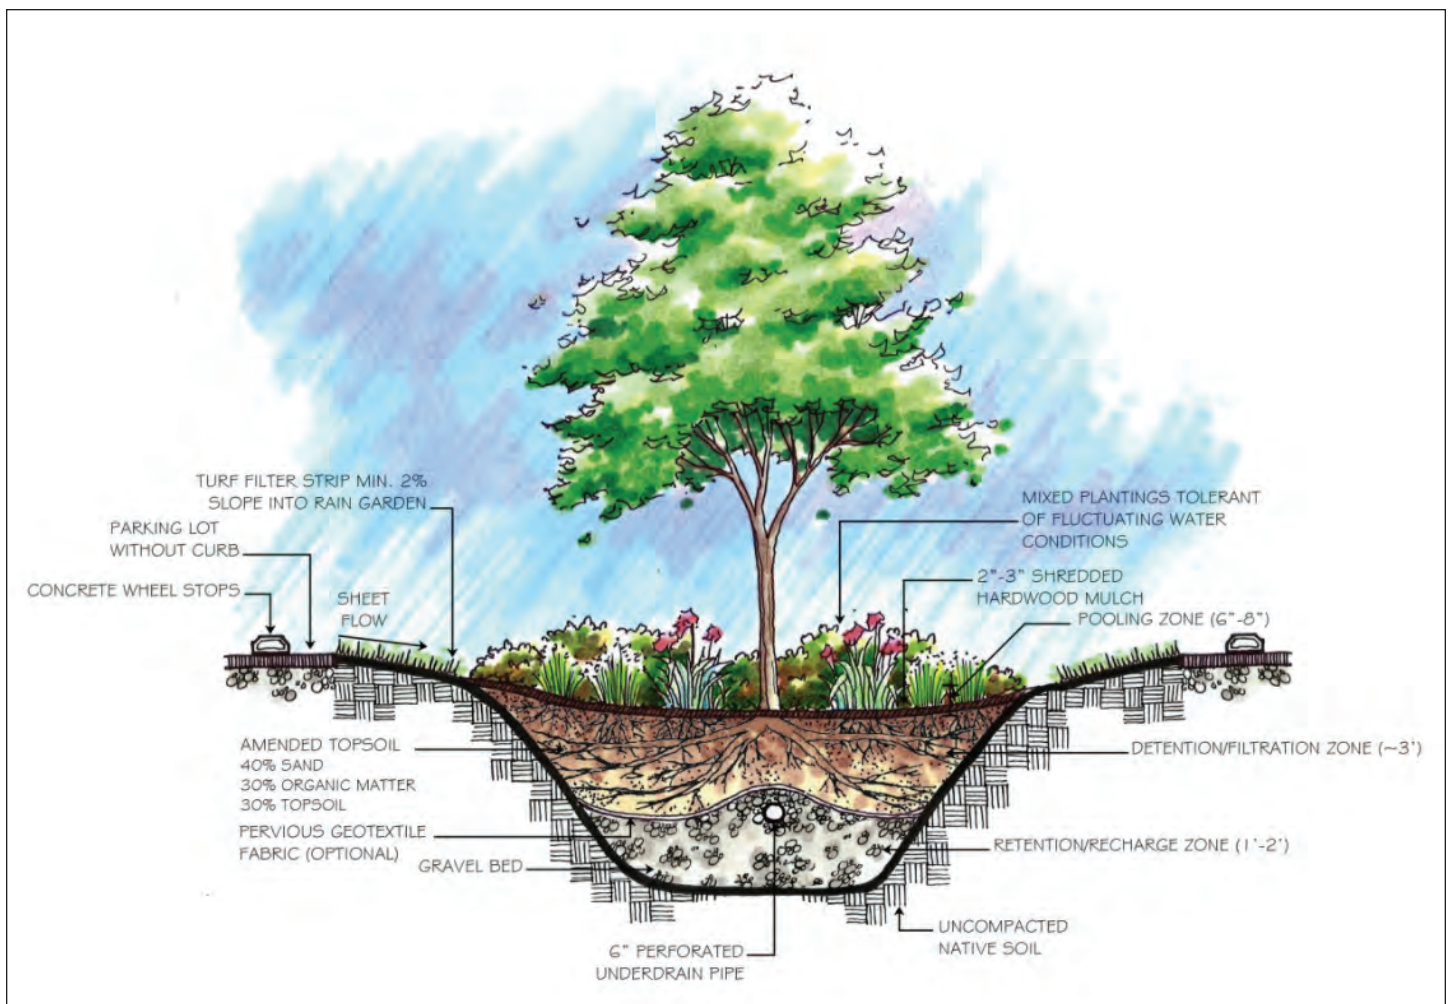 TURF FILTER STRIP MIN. 2%
SLOPE INTO RAIN GARDEN
PARKING LOT
WITHOUT CURB
CONCRETE WHEEL STOPS
SHEET
FLOW
MIXED PLANTINGS TOLERANT
OF FLUCTUATING WATER
CONDITIONS
2"-3" SHREDDED
HARDWOOD MULCH
POOLING ZONE (6"-8")
AMENDED TOPSOIL
40% SAND
30% ORGANIC MATTER
30% TOPSOIL
PERVIOUS GEOTEXTILE
FABRIC (OPTIONAL)
GRAVEL BED
6" PERFORATED
UNDERDRAIN PIPE
DETENTION/FILTRATION ZONE (~3')
RETENTION/RECHARGE ZONE (1'-2')
UNCOMPACTED
NATIVE SOIL